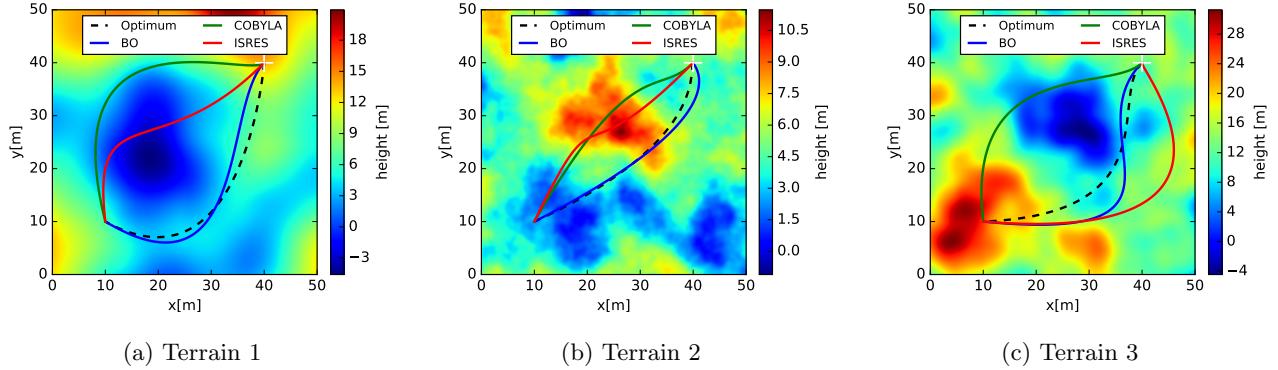 Optimum
BO
COBYLA
ISRES
50
40
30
20
10
0
y[m]
0 10 20 30 40 50
x[m]
18
15
12
9
6
3
0
−3
height [m]
(a) Terrain 1
Optimum
BO
COBYLA
ISRES
50
40
30
20
10
0
y[m]
0 10 20 30 40 50
x[m]
10.5
9.0
7.5
6.0
4.5
3.0
1.5
0.0
height [m]
(b) Terrain 2
Optimum
BO
COBYLA
ISRES
50
40
30
20
10
0
y[m]
0 10 20 30 40 50
x[m]
28
24
20
16
12
8
4
0
−4
height [m]
(c) Terrain 3